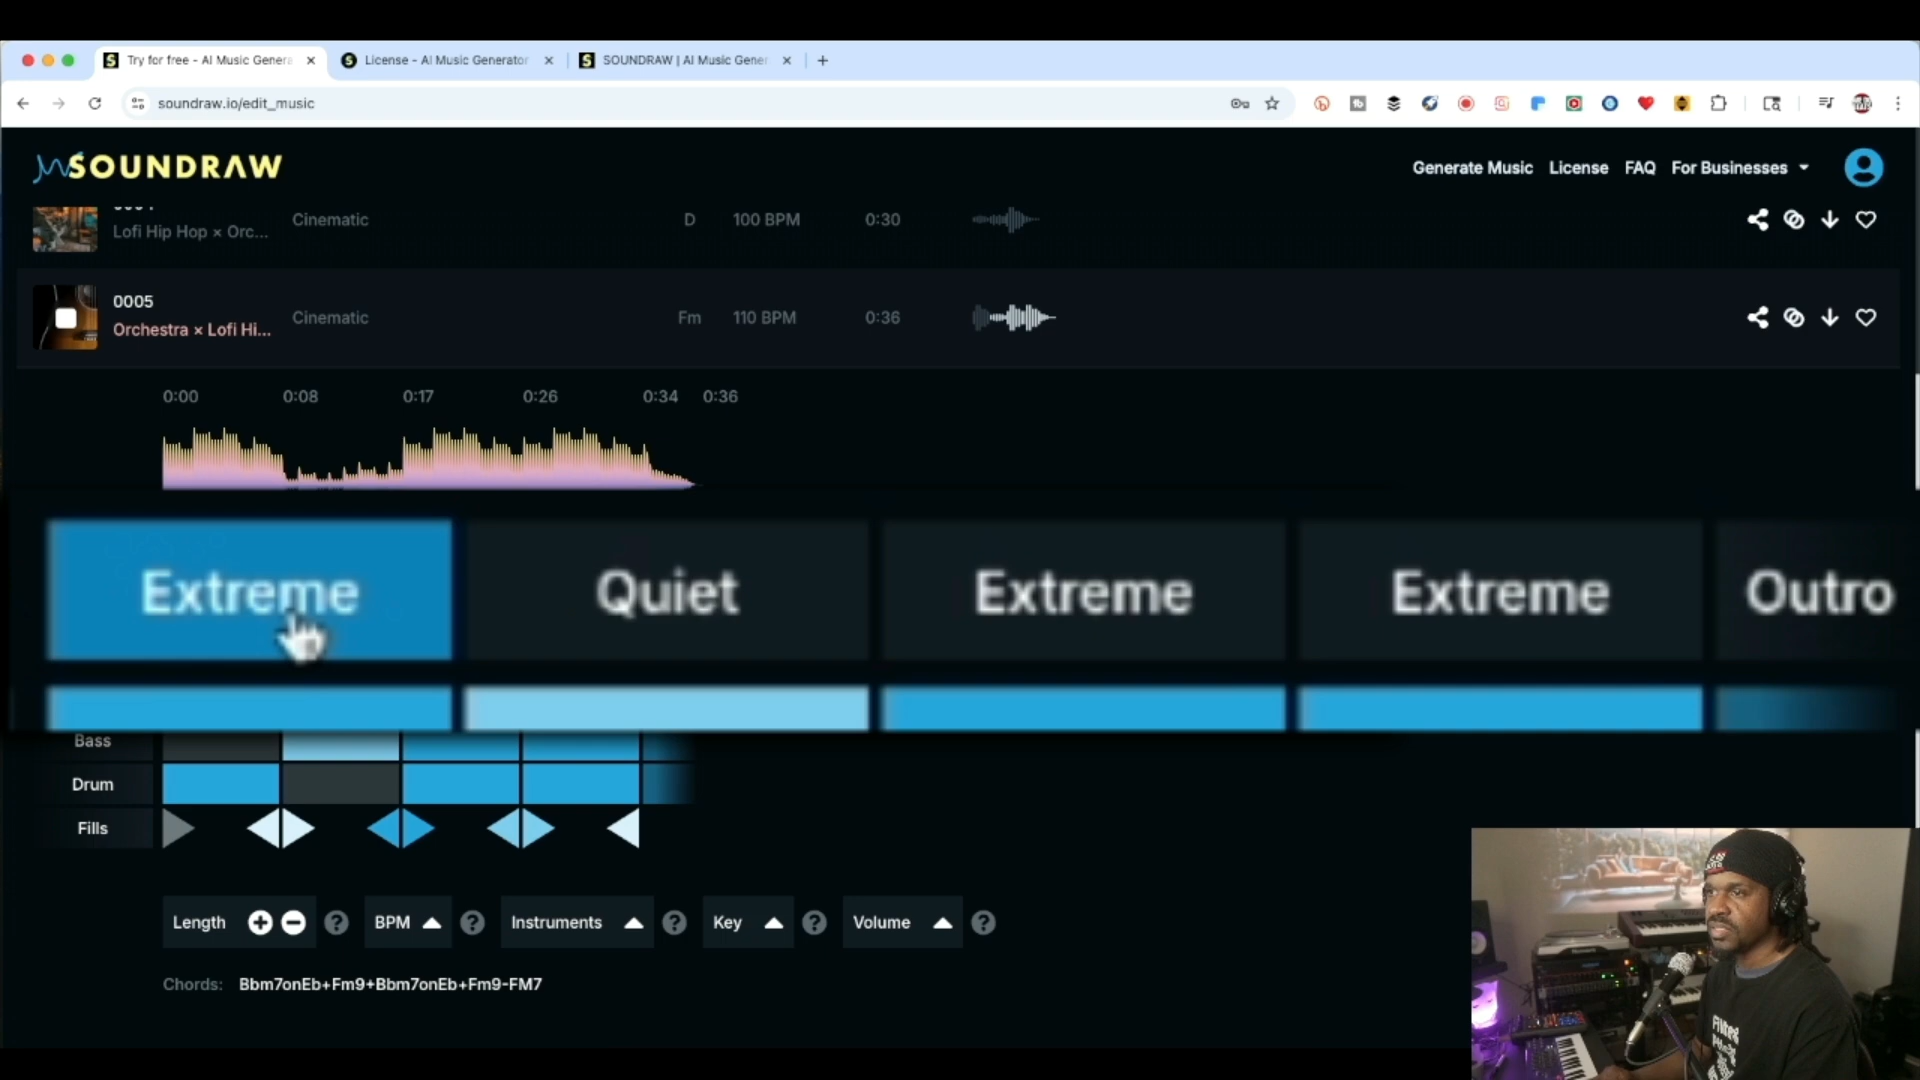 Try for free - AI Music Genera
License - AI Music Generator
SOUNDRAW | AI Music Gener
soundraw.io/edit_music
SOUNDRAW
Generate Music License FAQ For Businesses
Lofi Hip Hop × Orc... Cinematic D 100 BPM 0:30
0005
Orchestra × Lofi Hi... Cinematic Fm 110 BPM 0:36
0:00 0:08 0:17 0:26 0:34 0:36
Extreme Quiet Extreme Extreme Outro
Bass
Drum
Fills
Length + - ? BPM ? Instruments ? Key ? Volume ?
Chords: Bbm7onEb+Fm9+Bbm7onEb+Fm9-FM7